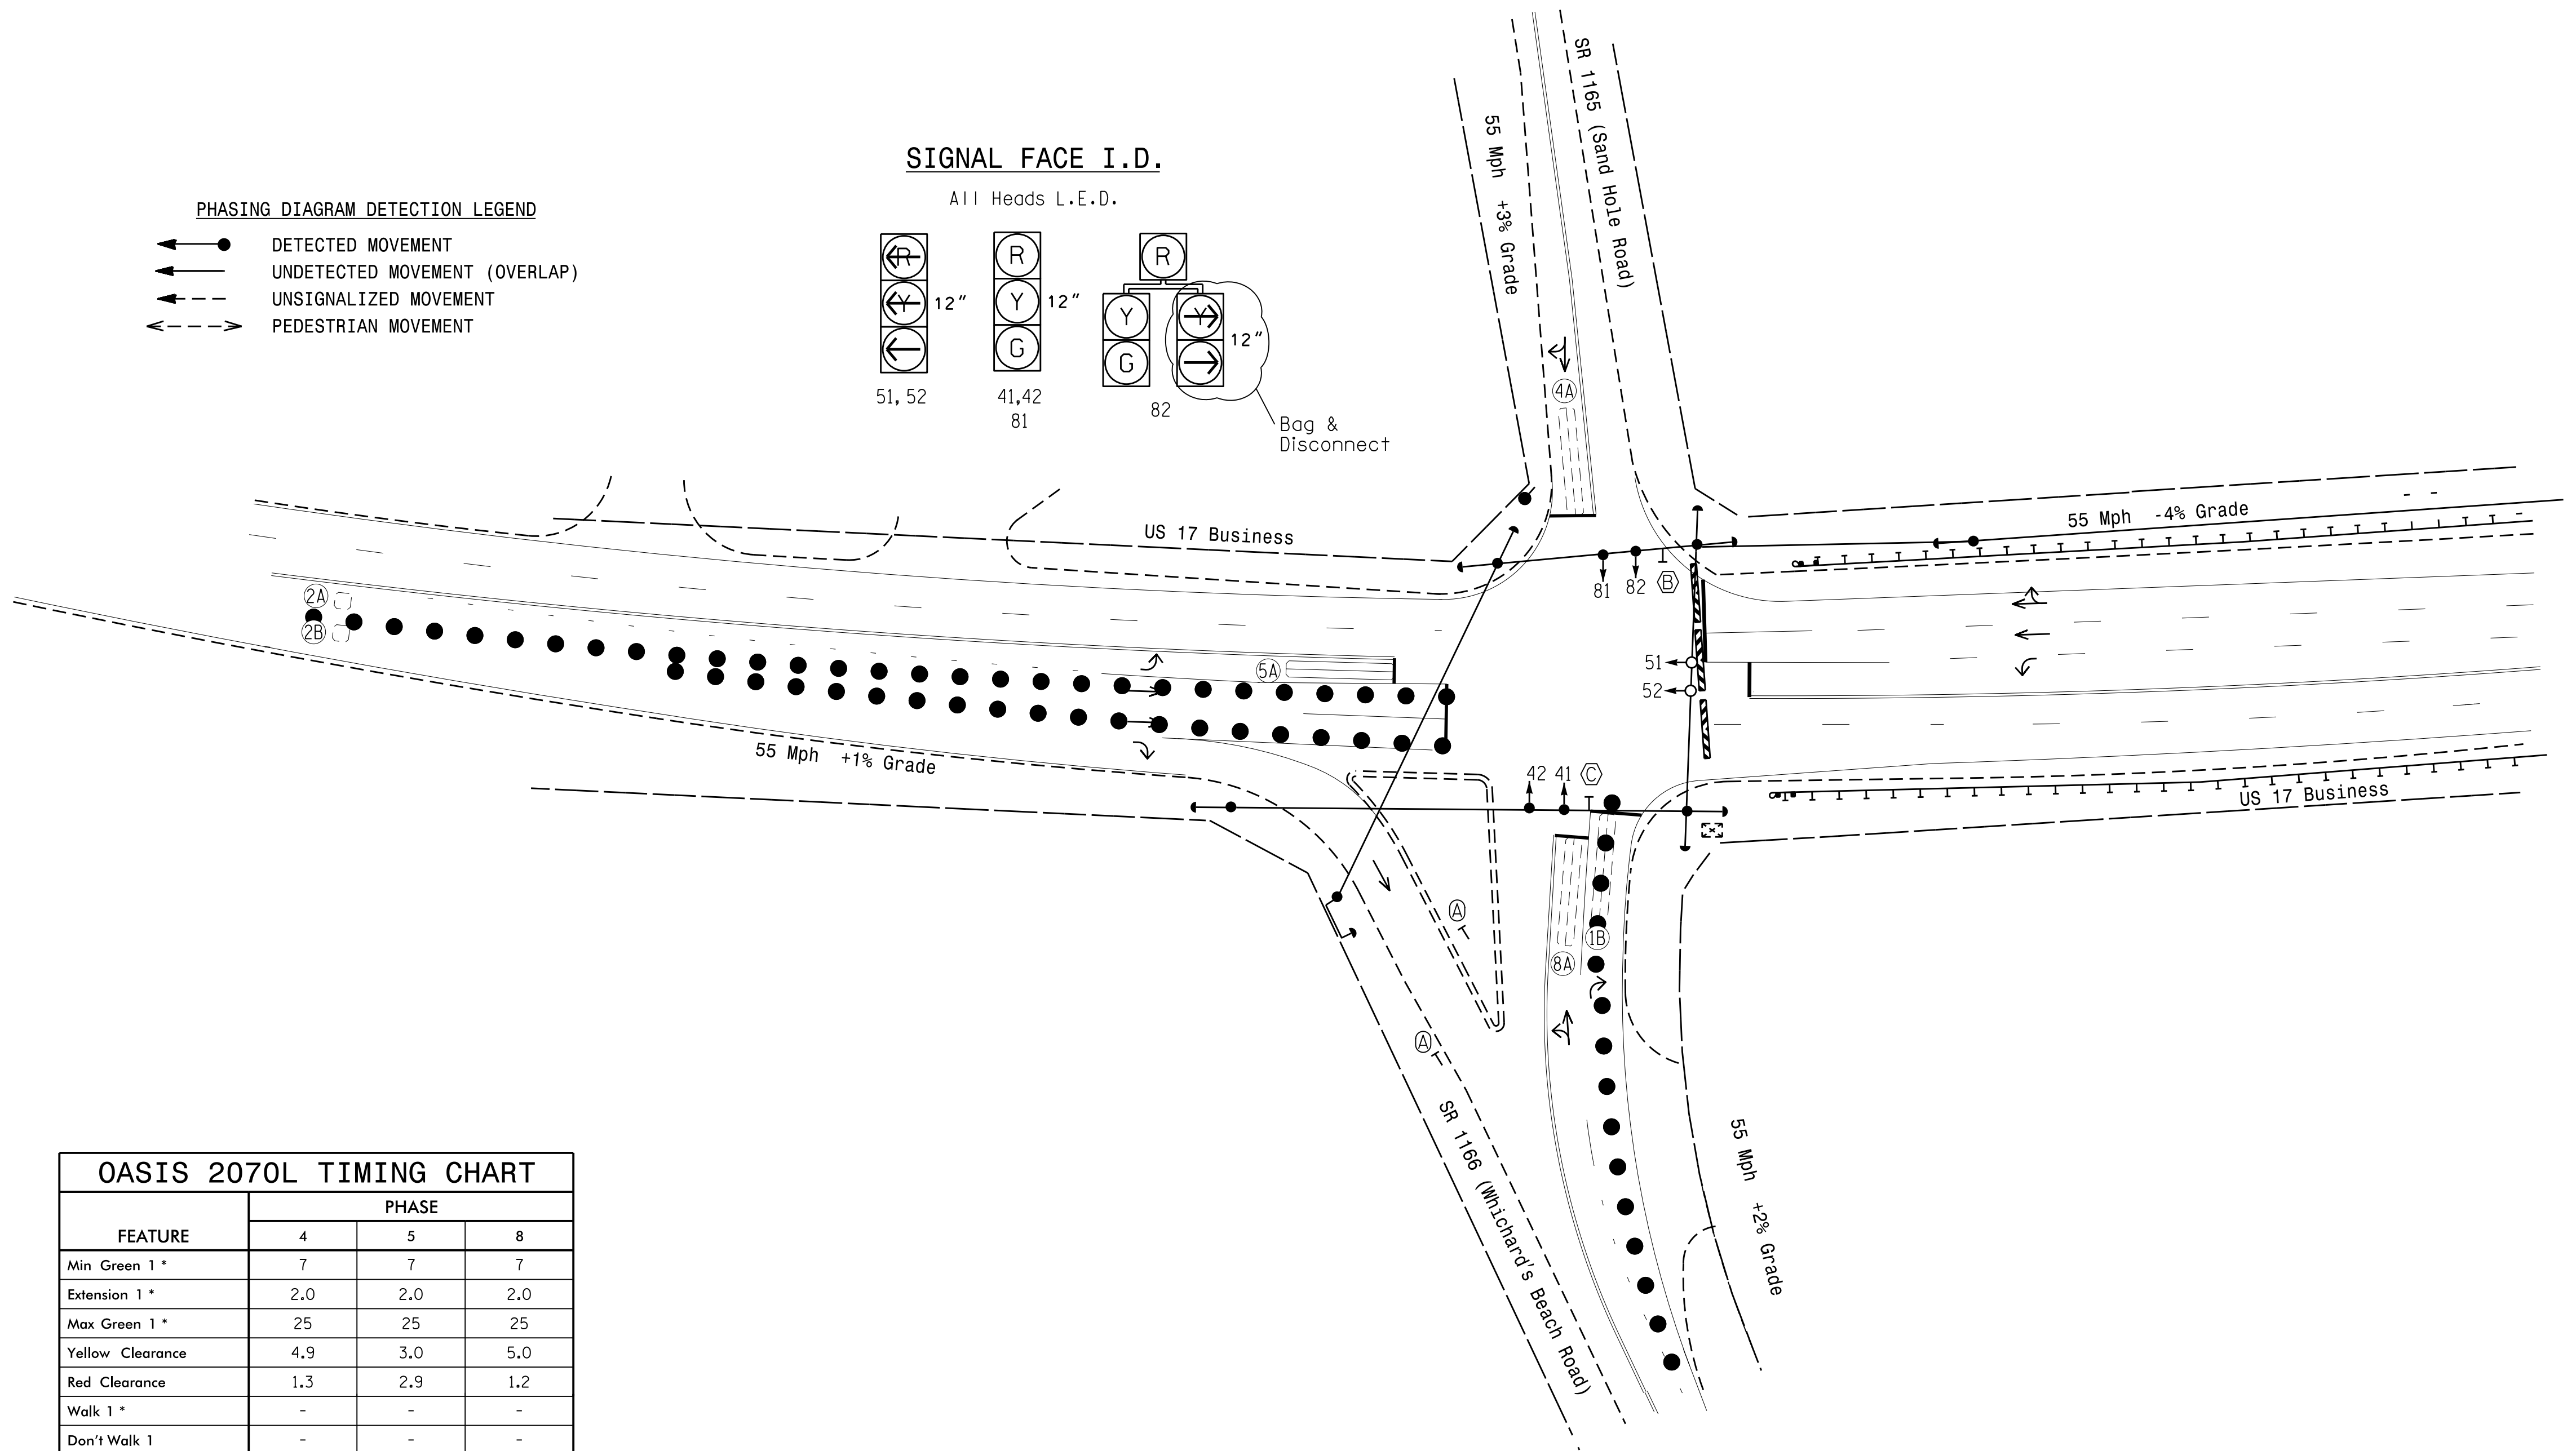 SIGNAL FACE I.D.
All Heads L.E.D.
R
Y
12"
51, 52
R
Y
G
12"
41,42
81
R
Y
G
Y
12"
82
Bag &
Disconnect
PHASING DIAGRAM DETECTION LEGEND
DETECTED MOVEMENT
UNDETECTED MOVEMENT (OVERLAP)
UNSIGNALIZED MOVEMENT
PEDESTRIAN MOVEMENT
55 Mph +3% Grade
SR 1165 (Sand Hole Road)
4A
US 17 Business
55 Mph -4% Grade
81
82
B
2A
2B
5A
51
52
55 Mph +1% Grade
42
41
C
US 17 Business
A
1B
8A
A
SR 1166 (Whichard's Beach Road)
55 Mph +2% Grade
OASIS 2070L TIMING CHART
FEATURE
PHASE
4 5 8
Min Green 1 * 7 7 7
Extension 1 * 2.0 2.0 2.0
Max Green 1 * 25 25 25
Yellow Clearance 4.9 3.0 5.0
Red Clearance 1.3 2.9 1.2
Walk 1 * - - -
Don't Walk 1 - - -